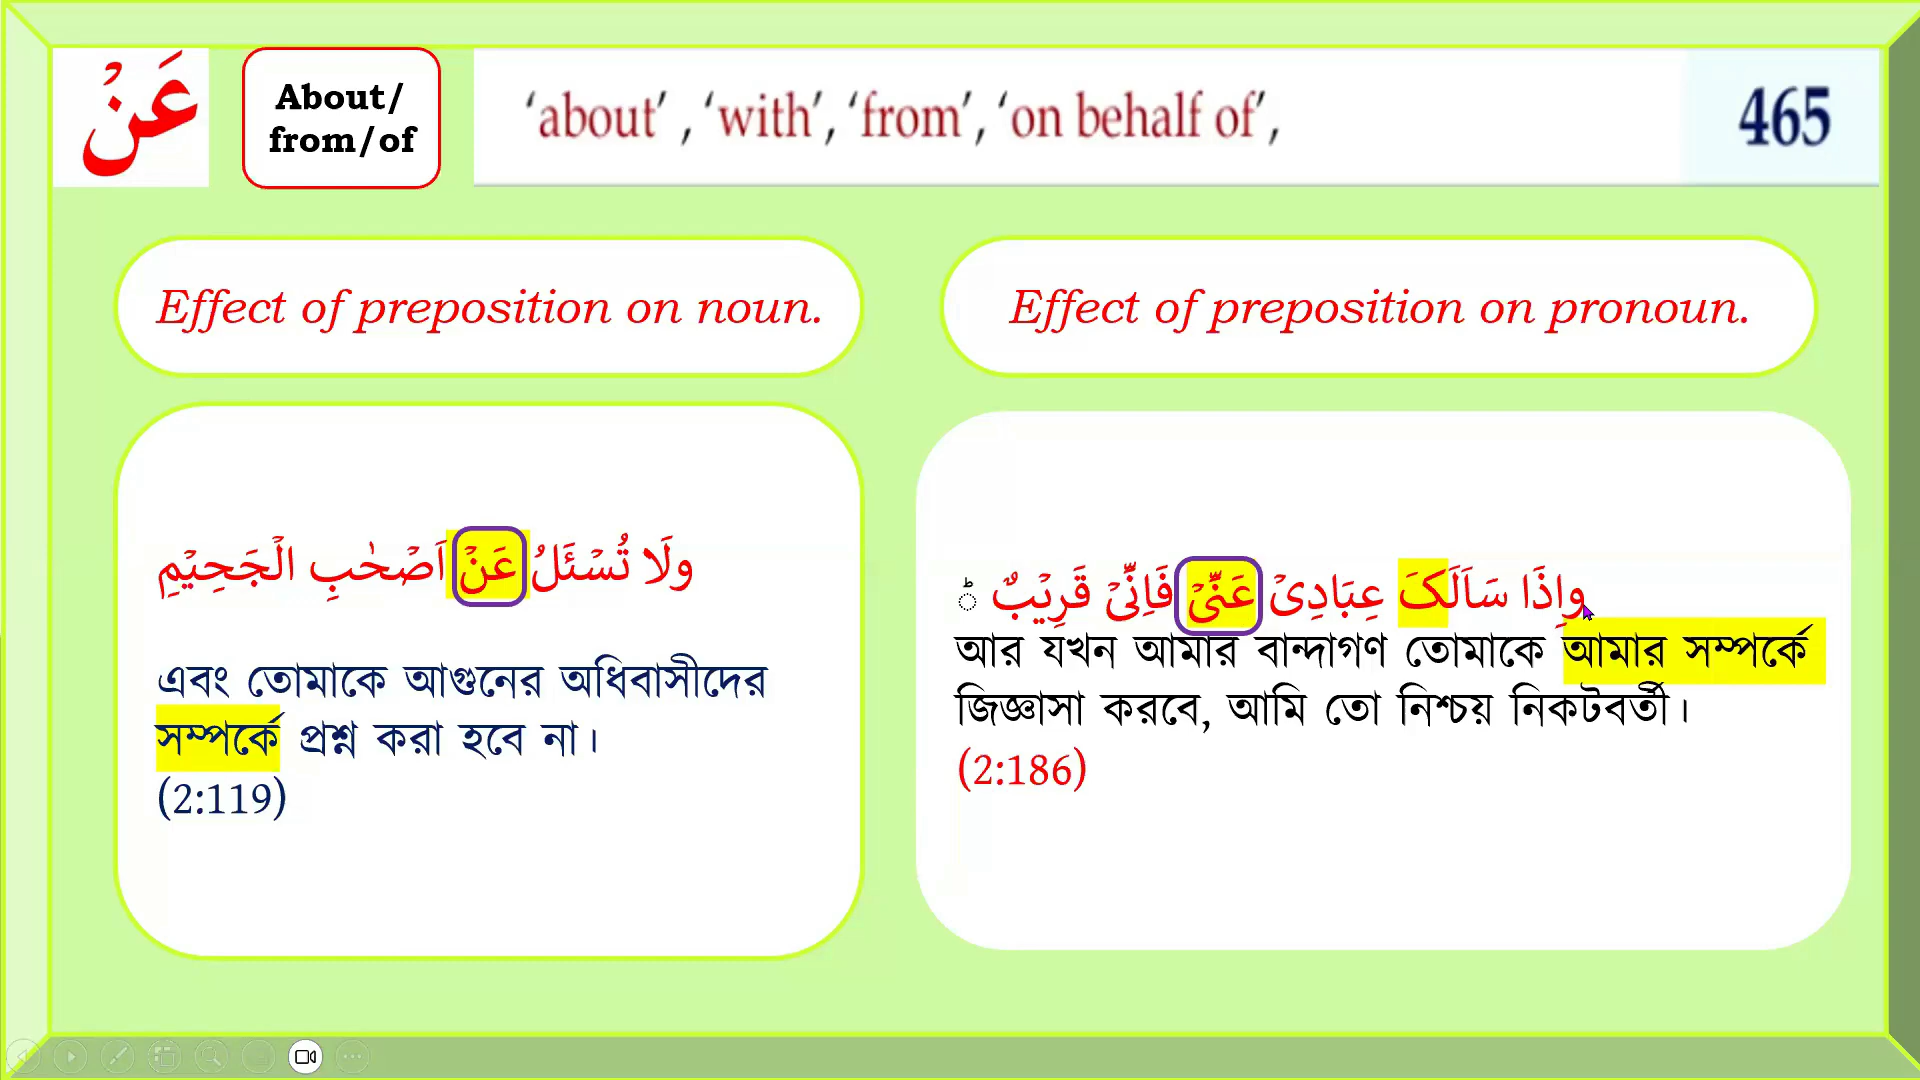 عَنْ
About/
from/of
‘about’ , ‘with’, ‘from’, ‘on behalf of’,
465
Effect of preposition on noun.
Effect of preposition on pronoun.
ولَا تُسْـَٔلُ عَنْ اَصْحٰبِ الْجَحِيْمِ
এবং তোমাকে আগুনের অধিবাসীদের
সম্পর্কে প্রশ্ন করা হবে না।
(2:119)
وِاِذَا سَاَلَکَ عِبَادِیْ عَنِّیْ فَاِنِّیْ قَرِیْبٌ ؕ
আর যখন আমার বান্দাগণ তোমাকে আমার সম্পর্কে
জিজ্ঞাসা করবে, আমি তো নিশ্চয় নিকটবর্তী।
(2:186)